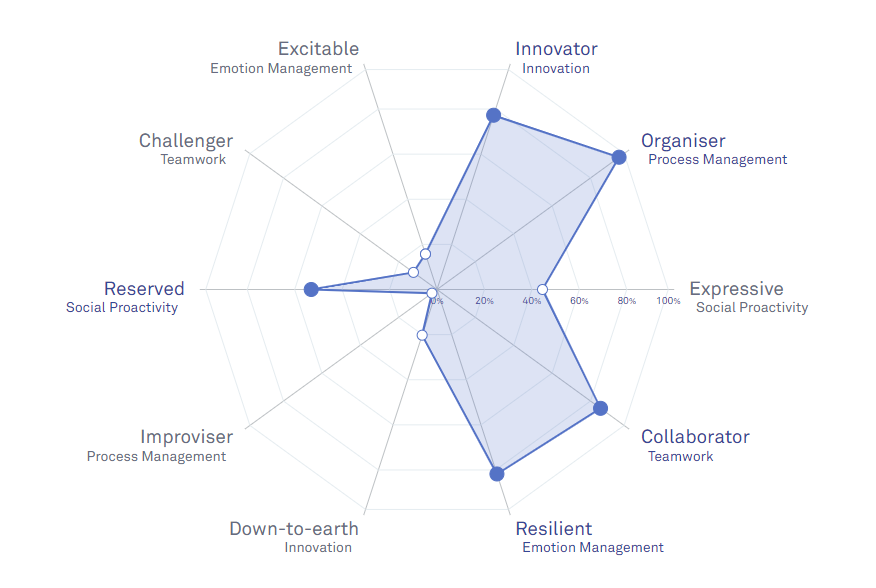 Excitable
Emotion Management
Innovator
Innovation
Challenger
Teamwork
Organiser
Process Management
Reserved
Social Proactivity
0%
20%
40%
60%
80%
100%
Expressive
Social Proactivity
Improviser
Process Management
Collaborator
Teamwork
Down-to-earth
Innovation
Resilient
Emotion Management